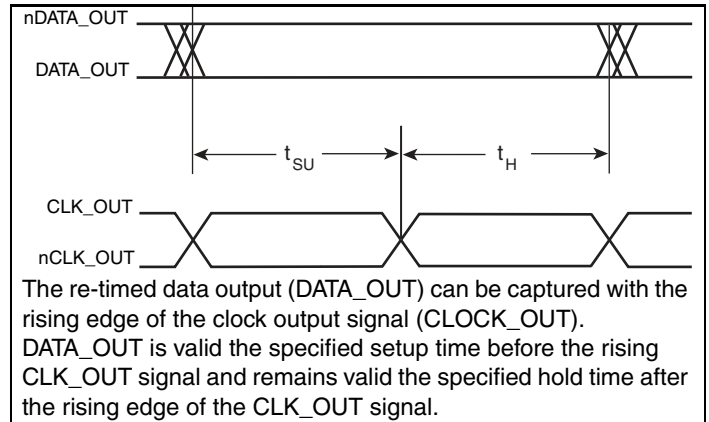 nDATA_OUT
DATA_OUT
tSU
tH
CLK_OUT
nCLK_OUT
The re-timed data output (DATA_OUT) can be captured with the
rising edge of the clock output signal (CLOCK_OUT).
DATA_OUT is valid the specified setup time before the rising
CLK_OUT signal and remains valid the specified hold time after
the rising edge of the CLK_OUT signal.